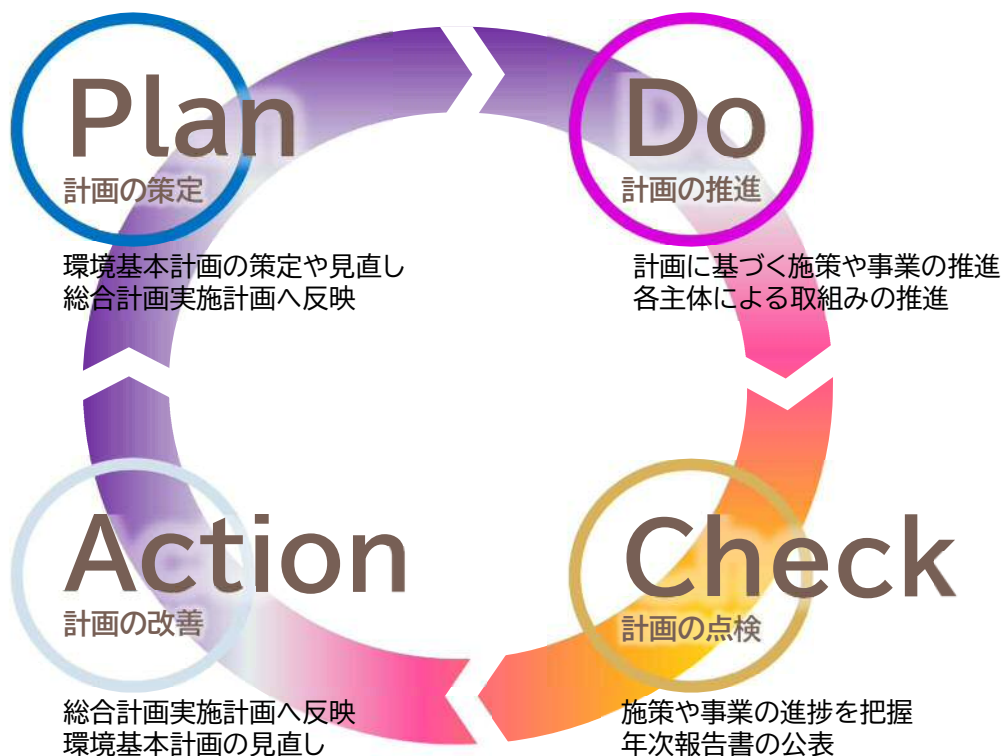 Plan
計画の策定
環境基本計画の策定や見直し
総合計画実施計画へ反映
Do
計画の推進
計画に基づく施策や事業の推進
各主体による取組みの推進
Action
計画の改善
総合計画実施計画へ反映
環境基本計画の見直し
Check
計画の点検
施策や事業の進捗を把握
年次報告書の公表